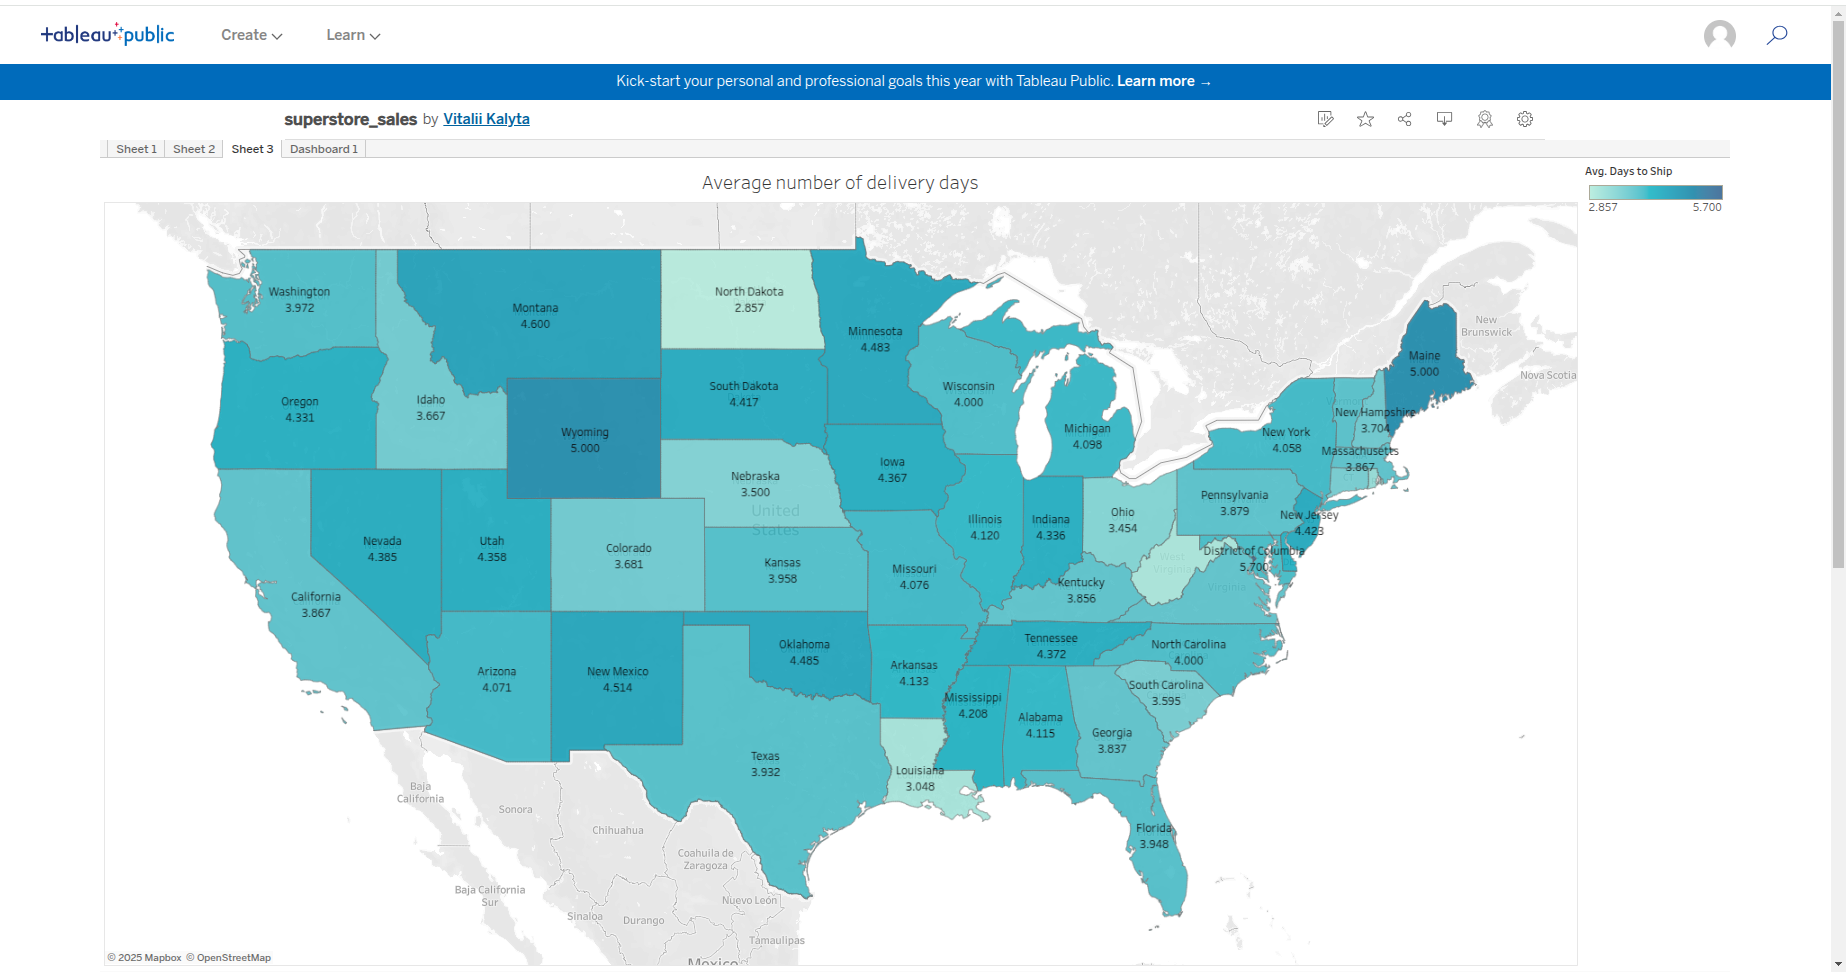 tableau public
Create
Learn
Kick-start your personal and professional goals this year with Tableau Public. Learn more →
superstore_sales by Vitalii Kalyta
Sheet 1
Sheet 2
Sheet 3
Dashboard 1
Average number of delivery days
Avg. Days to Ship
2.857
5.700
Washington
3.972
Montana
4.600
North Dakota
2.857
Minnesota
4.483
New
Brunswick
Maine
5.000
Nova Scotia
Oregon
4.331
Idaho
3.667
Wyoming
5.000
South Dakota
4.417
Wisconsin
4.000
Michigan
4.098
New York
4.058
New Hampshire
3.704
Massachusetts
3.867
Nebraska
3.500
Iowa
4.367
United
States
Illinois
4.120
Indiana
4.336
Ohio
3.454
Pennsylvania
3.879
New Jersey
4.423
District of Columbia
5.700
Nevada
4.385
Utah
4.358
Colorado
3.681
Kansas
3.958
Missouri
4.076
Kentucky
3.856
West
Virginia
Virginia
California
3.867
Arizona
4.071
New Mexico
4.514
Oklahoma
4.485
Arkansas
4.133
Tennessee
4.372
North Carolina
4.000
South Carolina
3.595
Mississippi
4.208
Alabama
4.115
Georgia
3.837
Texas
3.932
Louisiana
3.048
Florida
3.948
Baja
California
Sonora
Chihuahua
Coahuila de
Zaragoza
Baja California
Sur
Sinaloa
Durango
Nuevo León
Tamaulipas
Mexico
© 2025 Mapbox © OpenStreetMap